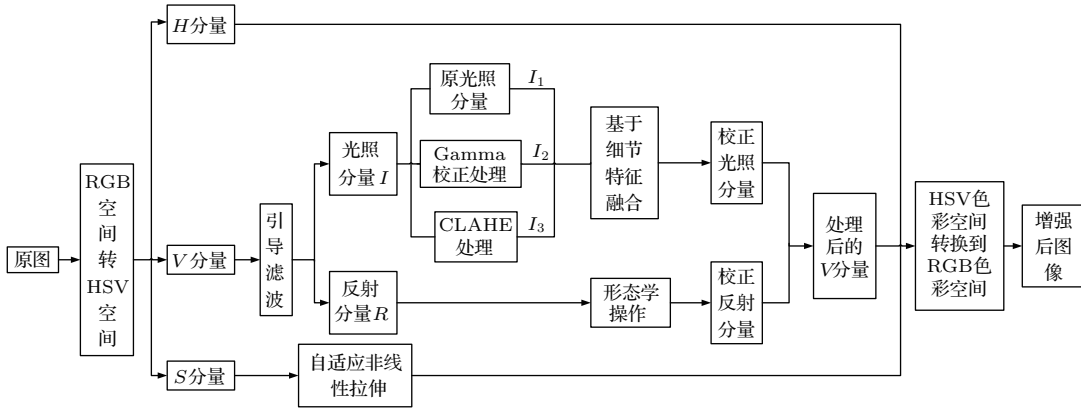 原图
RGB
空
间
转
HSV
空
间
H分量
V分量
S分量
引
导
滤
波
自适应非线
性拉伸
光照
分量I
反射
分量R
原光照
分量
Gamma
校正处理
CLAHE
处理
I1
I2
I3
基于
细节
特征
融合
形态学
操作
校正
光照
分量
校正
反射
分量
处理
后的
V分量
HSV色
彩空间
转换到
RGB色
彩空间
增强
后图
像